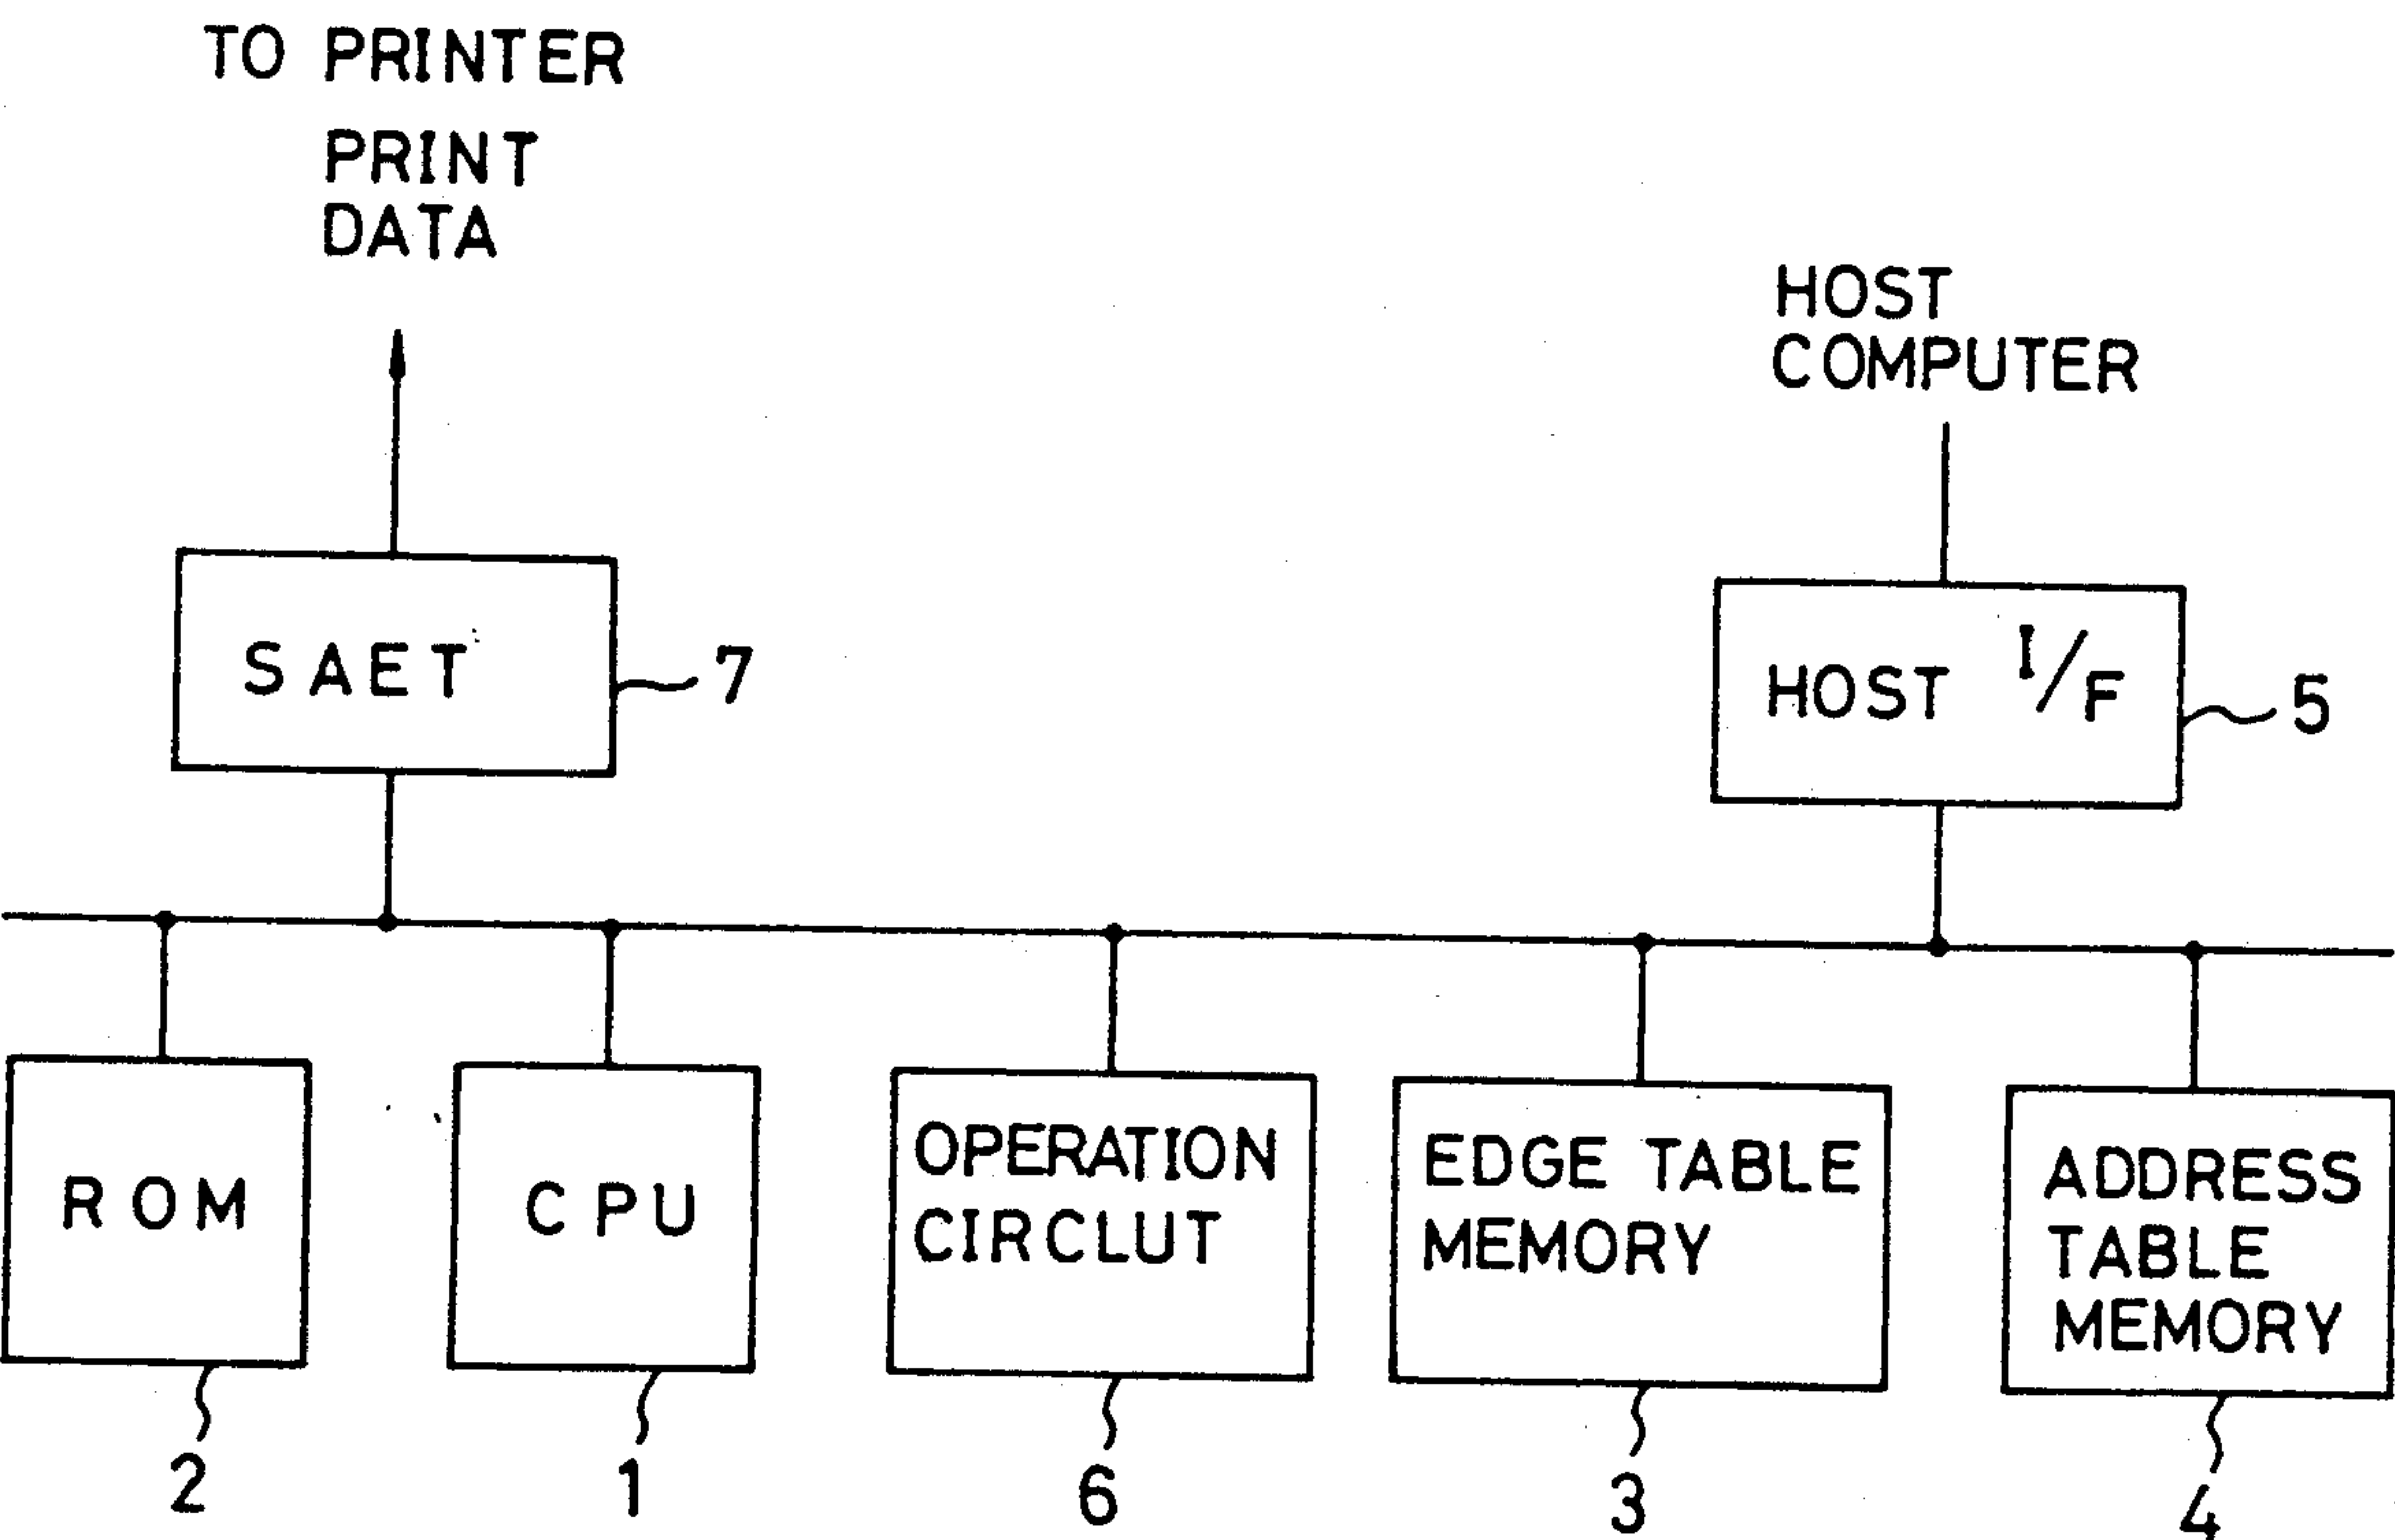 TO PRINTER
PRINT
DATA
HOST
COMPUTER
SAET
7
HOST I/F
5
ROM
CPU
OPERATION
CIRCLUT
EDGE TABLE
MEMORY
ADDRESS
TABLE
MEMORY
2
1
6
3
4